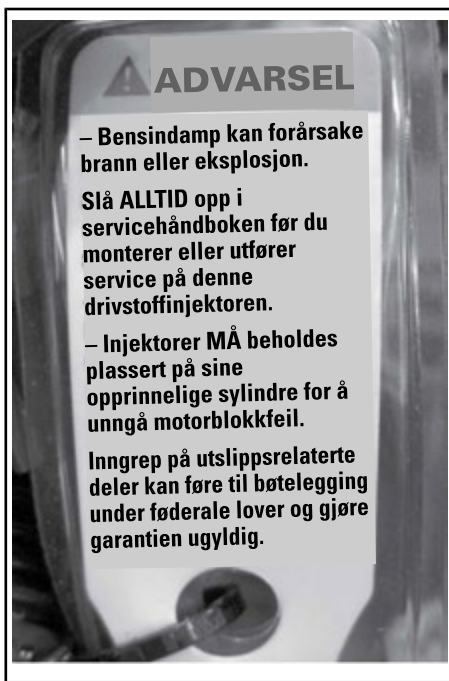 ADVARSEL
– Bensindamp kan forårsake
brann eller eksplosjon.
Slå ALLTID opp i
servicehåndboken før du
monterer eller utfører
service på denne
drivstoffinjektoren.
– Injektorer MÅ beholdes
plassert på sine
opprinnelige sylindre for å
unngå motorblokkfeil.
Inngrep på utslippsrelaterte
deler kan føre til bøtelegging
under føderale lover og gjøre
garantien ugyldig.